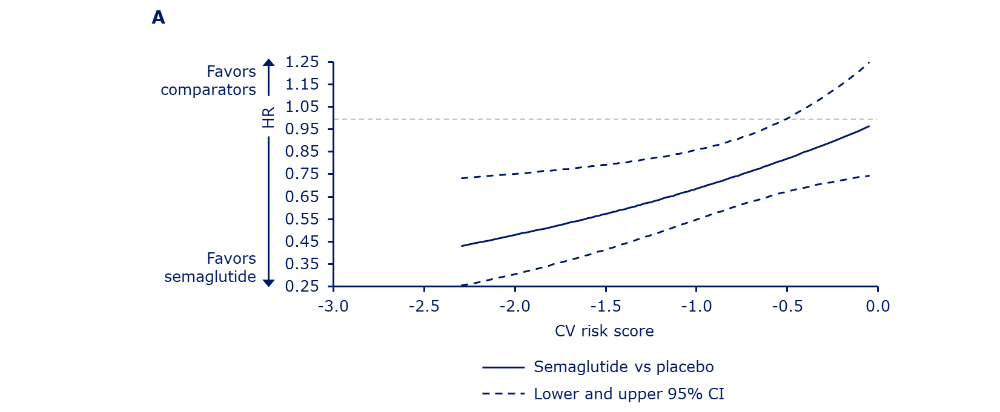 A
Favors
comparators
HR
Favors
semaglutide
1.25
1.15
1.05
0.95
0.85
0.75
0.65
0.55
0.45
0.35
0.25
-3.0 -2.5 -2.0 -1.5 -1.0 -0.5 0.0
CV risk score
Semaglutide vs placebo
Lower and upper 95% CI